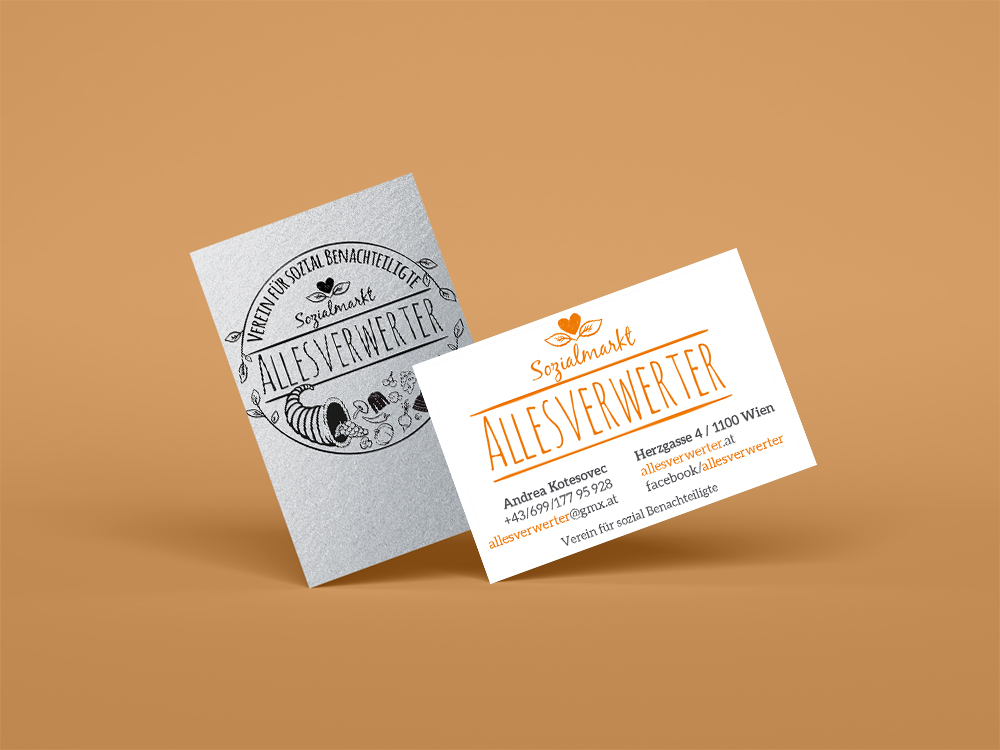 VEREIN FÜR SOZIAL BENACHTEILIGTE
Sozialmarkt
ALLESVERWERTER
Sozialmarkt
ALLESVERWERTER
Andrea Kotesovec
+43/699/177 95 928
allesverwerter@gmx.at
Herzgasse 4 / 1100 Wien
allesverwerter.at
facebook/allesverwerter
Verein für sozial Benachteiligte